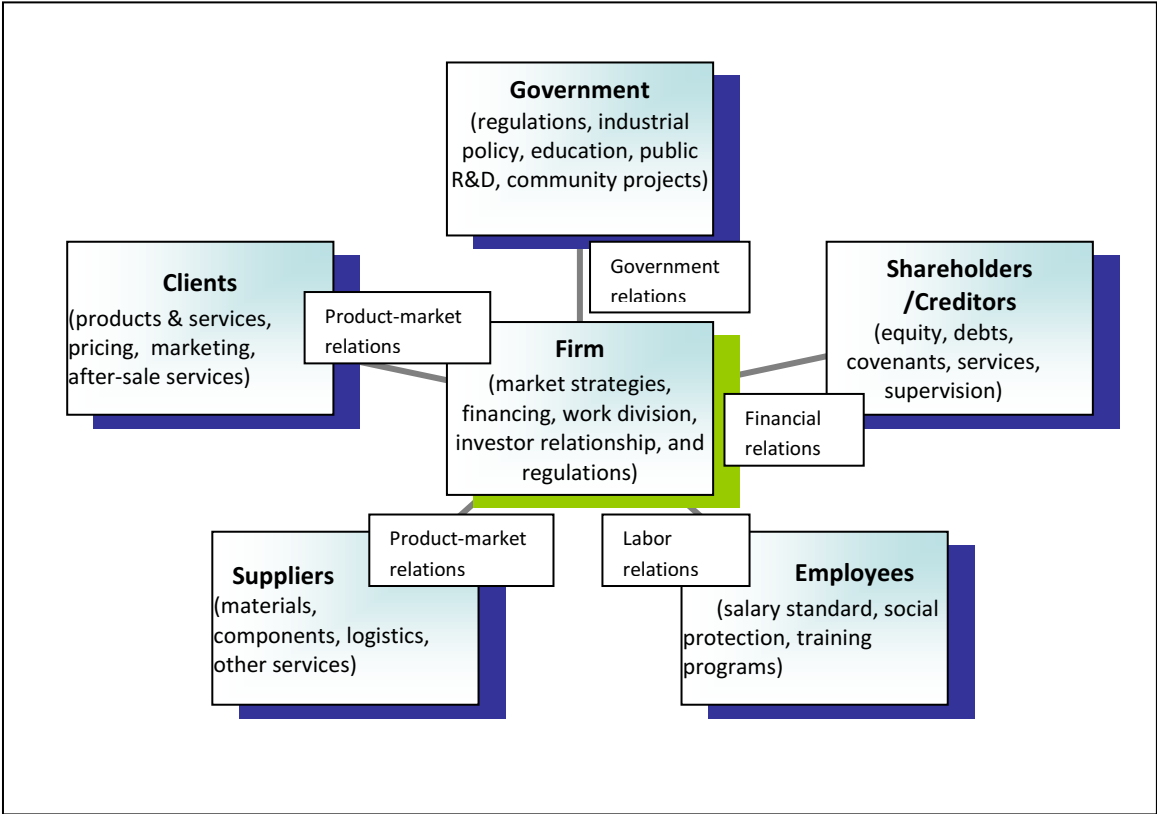 Government
(regulations, industrial
policy, education, public
R&D, community projects)
Government
relations
Clients
(products & services,
pricing, marketing,
after-sale services)
Product-market
relations
Firm
(market strategies,
financing, work division,
investor relationship, and
regulations)
Shareholders
/Creditors
(equity, debts,
covenants, services,
supervision)
Financial
relations
Product-market
relations
Suppliers
(materials,
components, logistics,
other services)
Labor
relations
Employees
(salary standard, social
protection, training
programs)